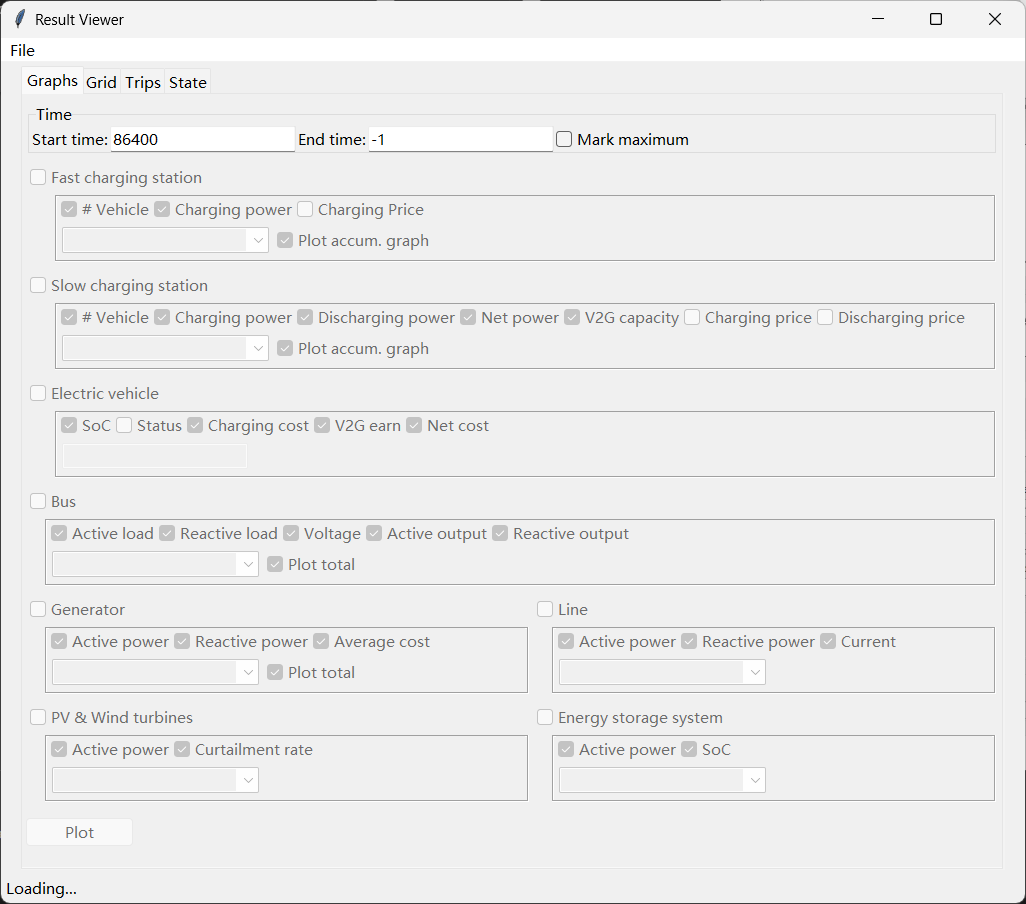 Result Viewer
File
Graphs Grid Trips State
Time
Start time: 86400 End time: -1 Mark maximum
Fast charging station
# Vehicle Charging power Charging Price
Plot accum. graph
Slow charging station
# Vehicle Charging power Discharging power Net power V2G capacity Charging price Discharging price
Plot accum. graph
Electric vehicle
SoC Status Charging cost V2G earn Net cost
Bus
Active load Reactive load Voltage Active output Reactive output
Plot total
Generator
Active power Reactive power Average cost
Plot total
Line
Active power Reactive power Current
PV & Wind turbines
Active power Curtailment rate
Energy storage system
Active power SoC
Plot
Loading...